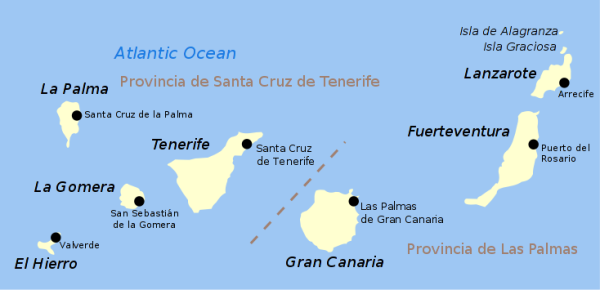 Isla de Alagranza
Isla Graciosa
Atlantic Ocean
Provincia de Santa Cruz de Tenerife
Lanzarote
Arrecife
La Palma
Santa Cruz de la Palma
Tenerife
Santa Cruz
de Tenerife
Fuerteventura
Puerto del
Rosario
La Gomera
San Sebastián
de la Gomera
Las Palmas
de Gran Canaria
Valverde
El Hierro
Gran Canaria
Provincia de Las Palmas